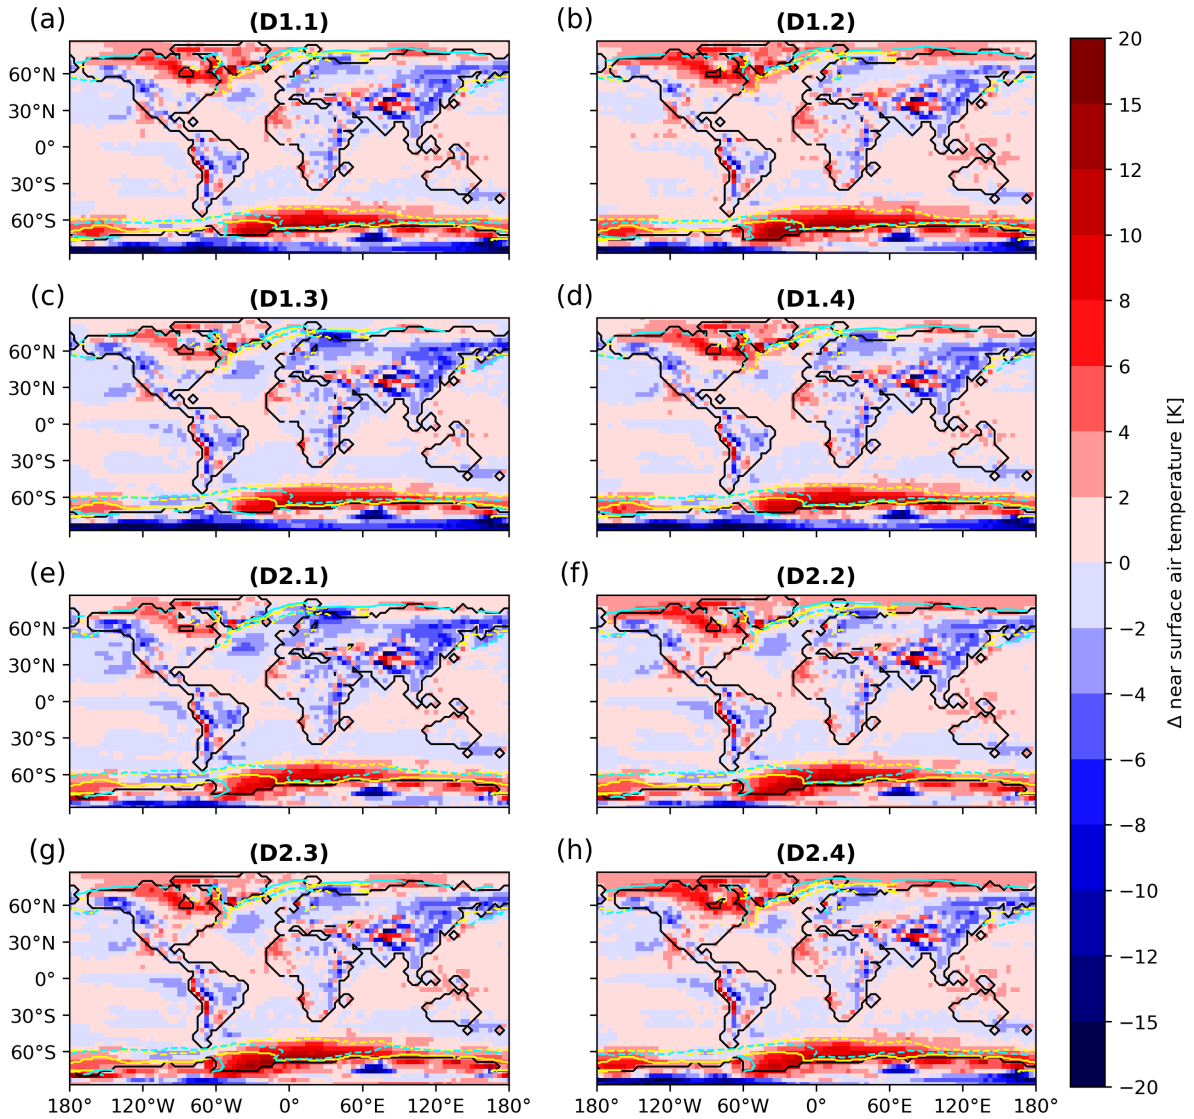 (a) (D1.1) (b) (D1.2)
60°N
30°N
0°
30°S
60°S
(c) (D1.3) (d) (D1.4)
60°N
30°N
0°
30°S
60°S
(e) (D2.1) (f) (D2.2)
60°N
30°N
0°
30°S
60°S
(g) (D2.3) (h) (D2.4)
60°N
30°N
0°
30°S
60°S
180° 120°W 60°W 0° 60°E 120°E 180° 120°W 60°W 0° 60°E 120°E 180°
20
15
12
10
8
6
4
2
0
−2
−4
−6
−8
−10
−12
−15
−20
Δ near surface air temperature [K]